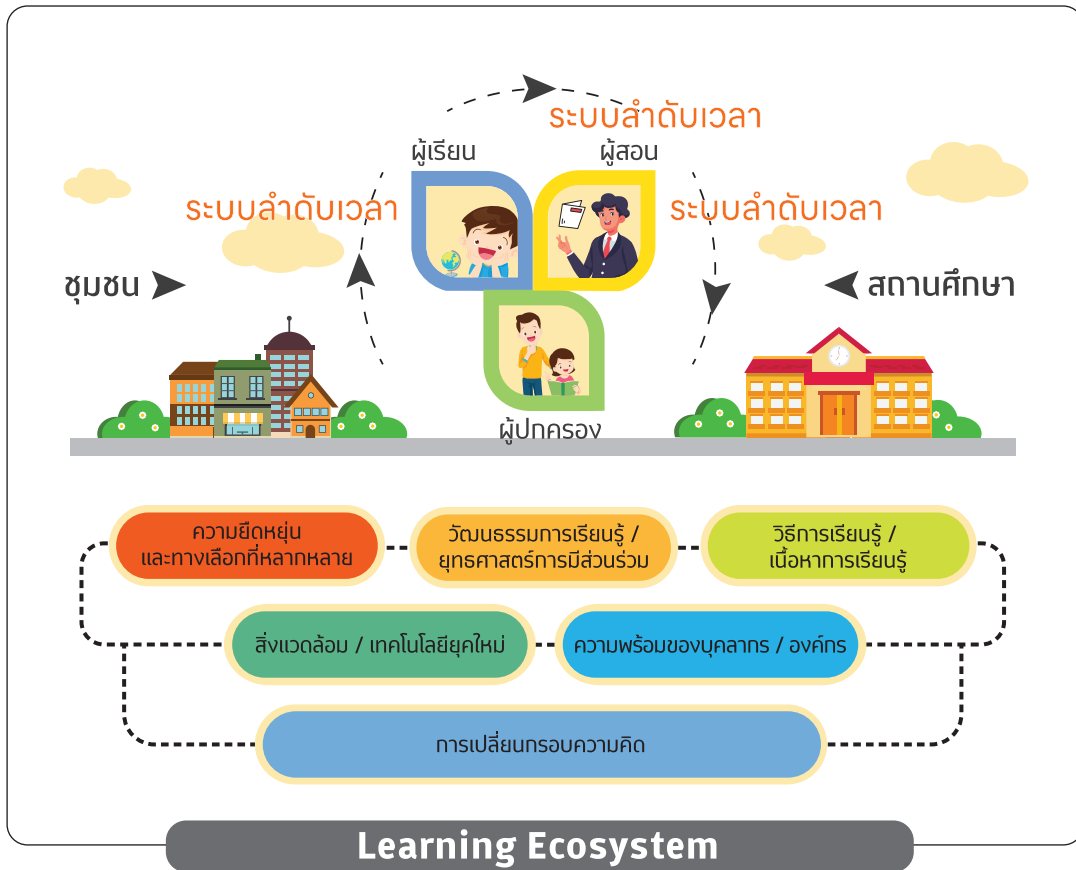 ระบบลำดับเวลา
ผู้เรียน
ผู้สอน
ระบบลำดับเวลา
ระบบลำดับเวลา
ชุมชน
สถานศึกษา
ผู้ปกครอง
ความยืดหยุ่น
และทางเลือกที่หลากหลาย
วัฒนธรรมการเรียนรู้ /
ยุทธศาสตร์การมีส่วนร่วม
วิธีการเรียนรู้ /
เนื้อหาการเรียนรู้
สิ่งแวดล้อม / เทคโนโลยียุคใหม่
ความพร้อมของบุคลากร / องค์กร
การเปลี่ยนกรอบความคิด
Learning Ecosystem